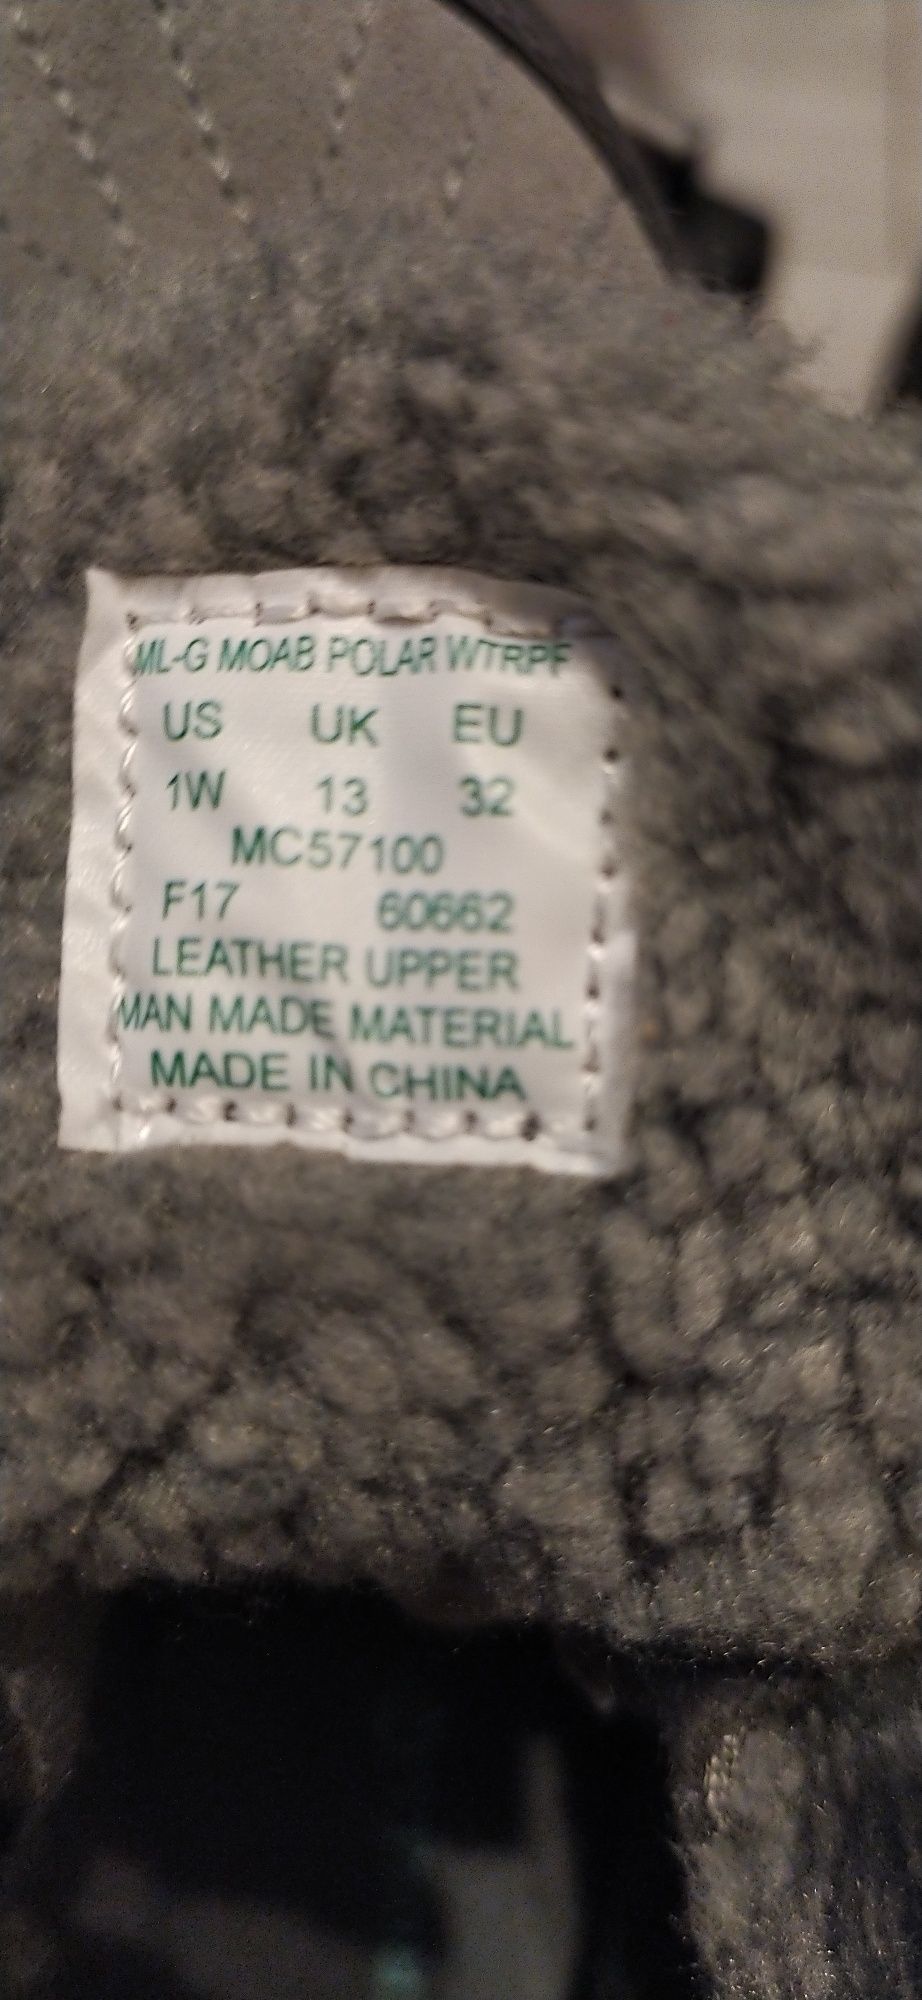 ML-G MOAB POLAR WTRPF
US UK EU
1W 13 32
MC57100
F17 60662
LEATHER UPPER
MAN MADE MATERIAL
MADE IN CHINA